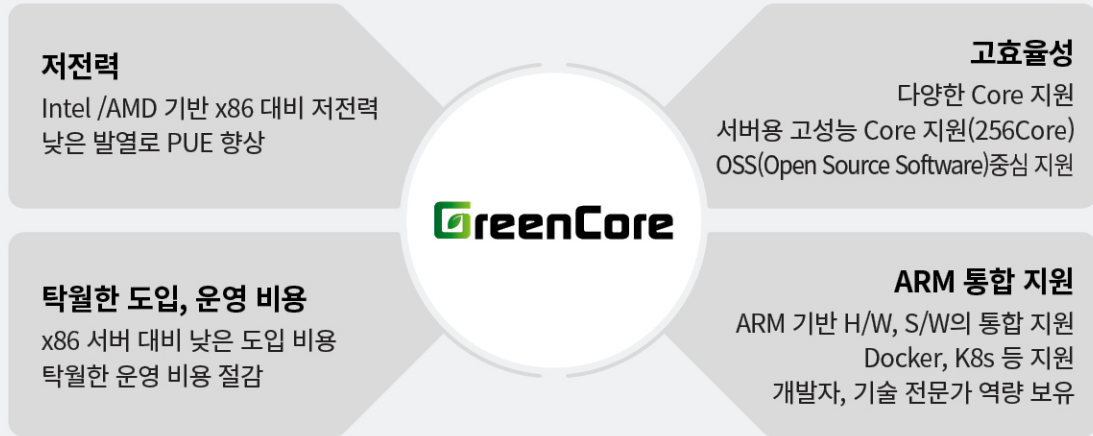 저전력
Intel /AMD 기반 x86 대비 저전력
낮은 발열로 PUE 향상
고효율성
다양한 Core 지원
서버용 고성능 Core 지원(256Core)
OSS(Open Source Software)중심 지원
GreenCore
탁월한 도입, 운영 비용
x86 서버 대비 낮은 도입 비용
탁월한 운영 비용 절감
ARM 통합 지원
ARM 기반 H/W, S/W의 통합 지원
Docker, K8s 등 지원
개발자, 기술 전문가 역량 보유